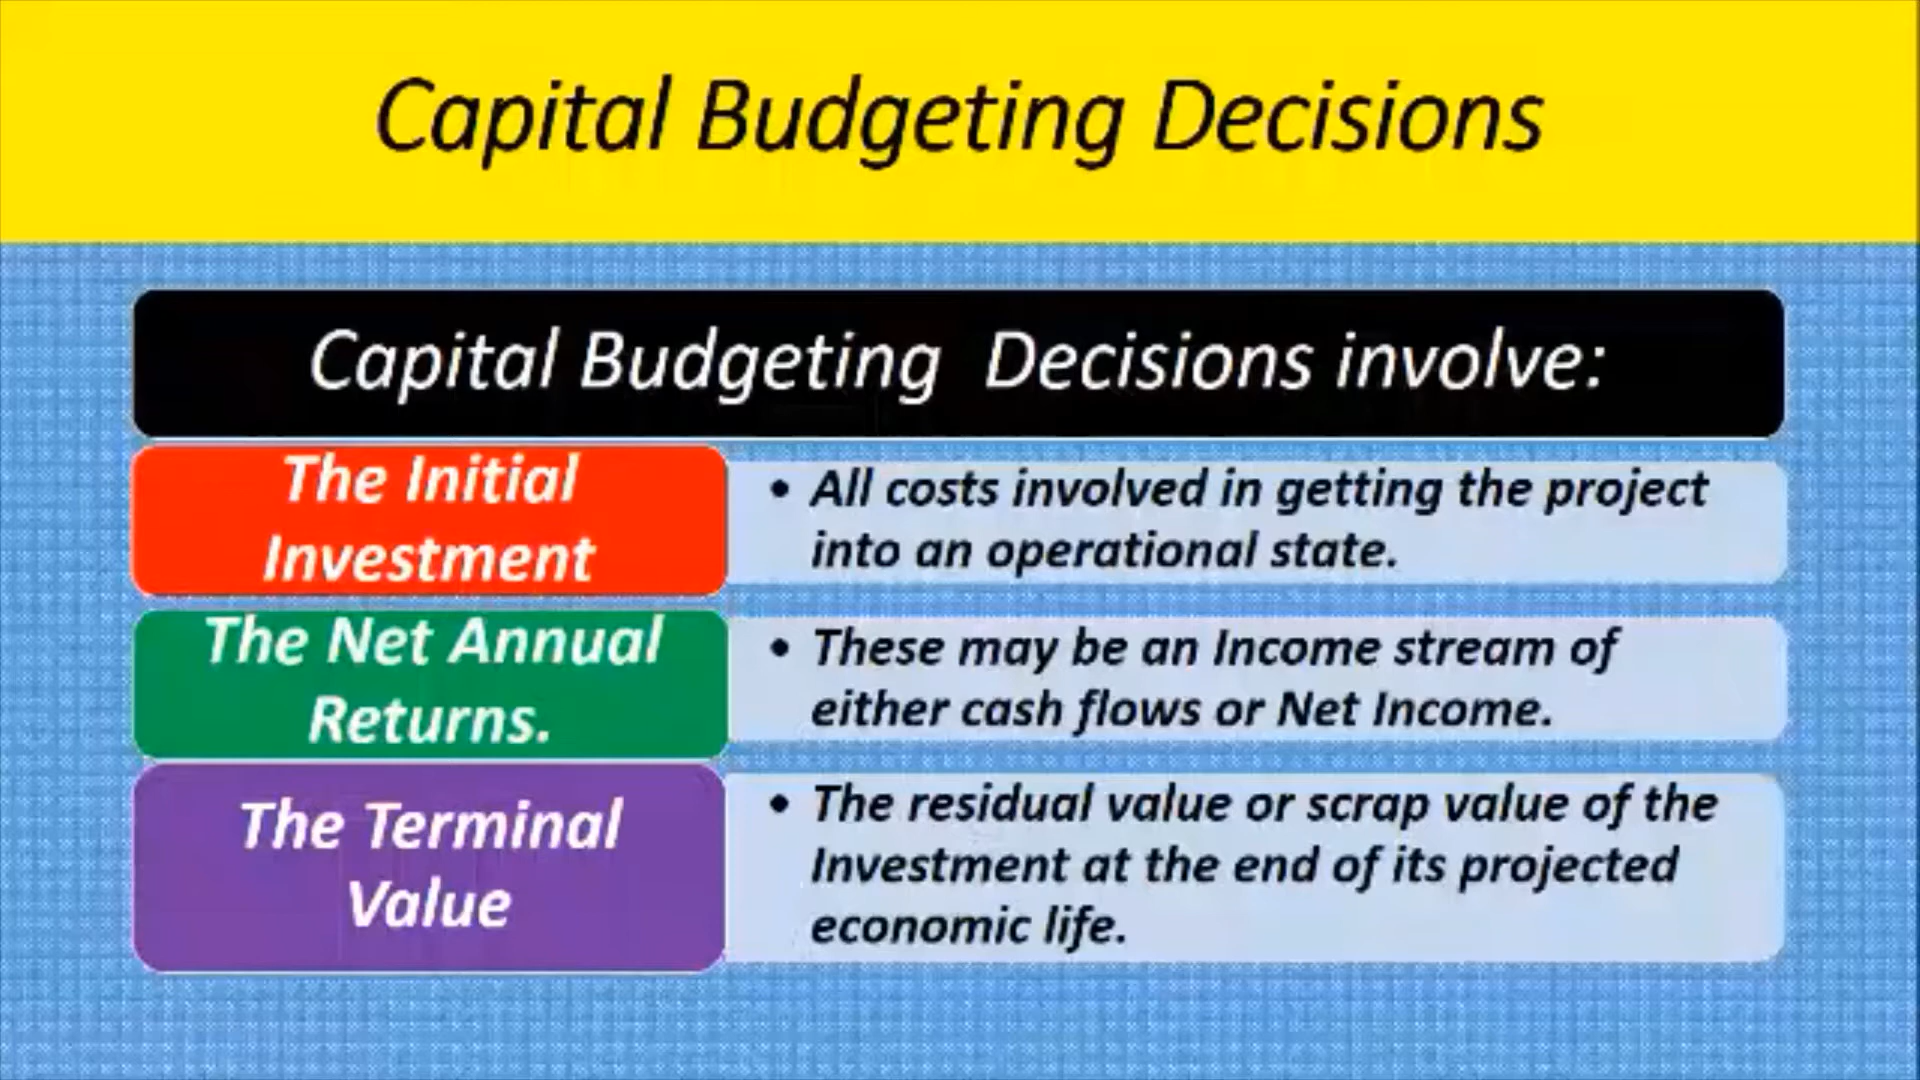 Capital Budgeting Decisions
Capital Budgeting Decisions involve:
The Initial
Investment
• All costs involved in getting the project
into an operational state.
The Net Annual
Returns.
• These may be an Income stream of
either cash flows or Net Income.
The Terminal
Value
• The residual value or scrap value of the
Investment at the end of its projected
economic life.